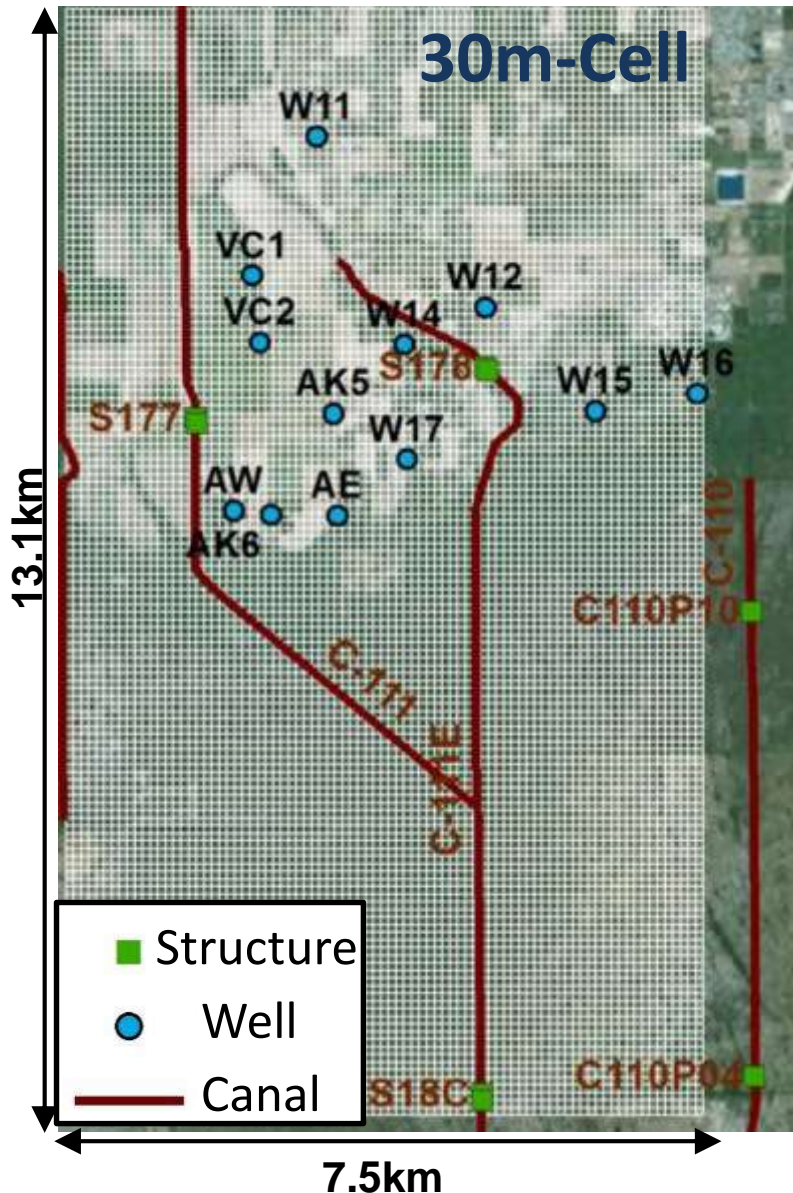 30m-Cell
W11
VC1
W12
VC2
W14
S178
W16
W15
AK5
S177
W17
AW
AE
AK6
13.1km
C-110
C110P10
C-111
C-111E
Structure
Well
Canal
C110P04
S18C
7.5km